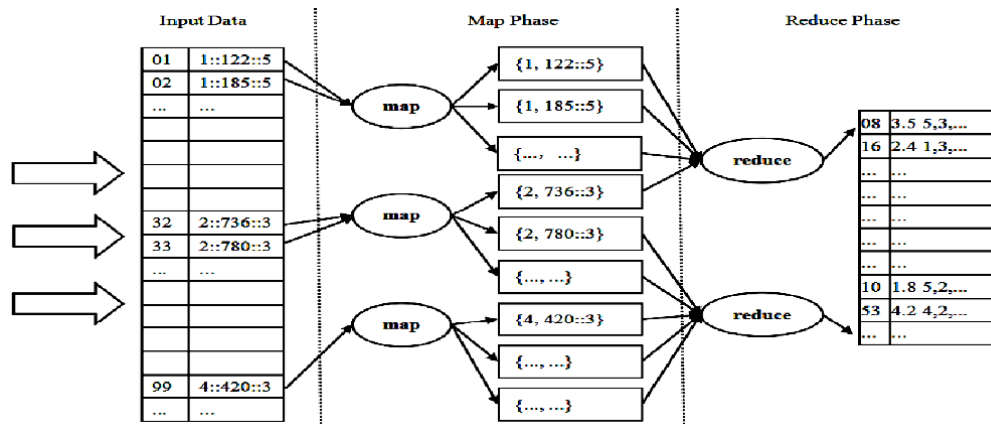 Input Data
Map Phase
Reduce Phase
01 1::122::5
02 1::185::5
... ...
32 2::736::3
33 2::780::3
... ...
99 4::420::3
... ...
map
map
map
{1, 122::5}
{1, 185::5}
{..., ...}
{2, 736::3}
{2, 780::3}
{..., ...}
{4, 420::3}
{..., ...}
{..., ...}
reduce
reduce
08 3.5 5,3,...
16 2.4 1,3,...
... ...
... ...
... ...
... ...
... ...
10 1.8 5,2,...
53 4.2 4,2,...
... ...